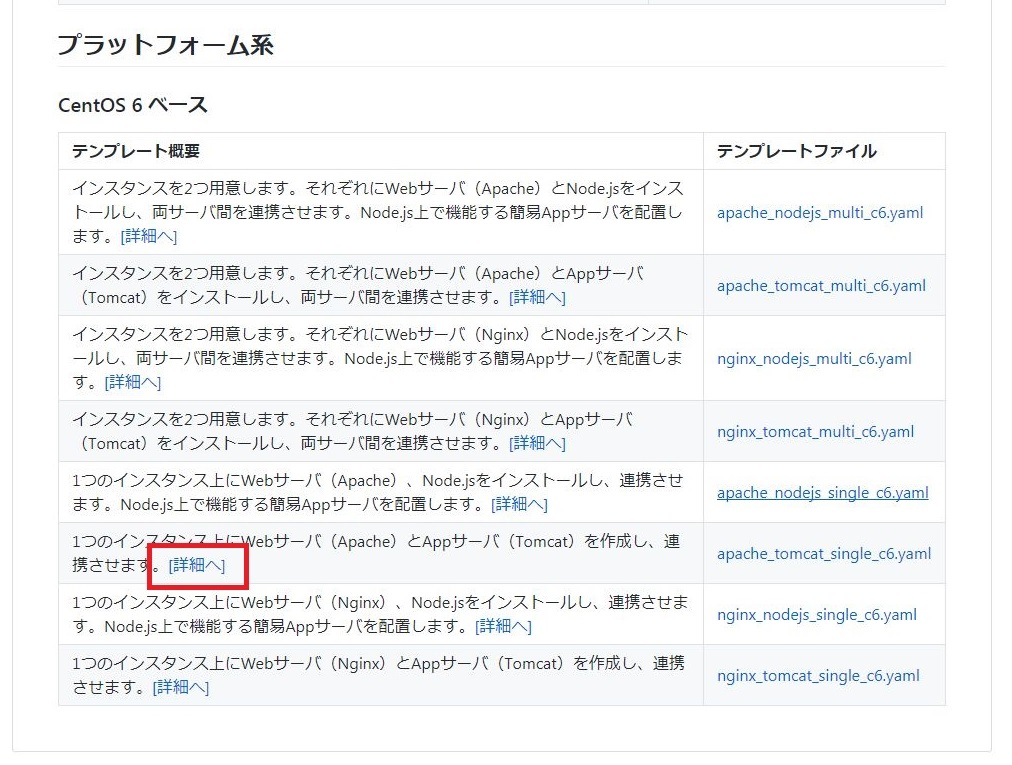 プラットフォーム系
CentOS 6 ベース
テンプレート概要
テンプレートファイル
インスタンスを2つ用意します。それぞれにWebサーバ（Apache）とNode.jsをインス
トールし、両サーバ間を連携させます。Node.js上で機能する簡易Appサーバを配置し
ます。[詳細へ]
apache_nodejs_multi_c6.yaml
インスタンスを2つ用意します。それぞれにWebサーバ（Apache）とAppサーバ
（Tomcat）をインストールし、両サーバ間を連携させます。[詳細へ]
apache_tomcat_multi_c6.yaml
インスタンスを2つ用意します。それぞれにWebサーバ（Nginx）とNode.jsをインスト
ールし、両サーバ間を連携させます。Node.js上で機能する簡易Appサーバを配置しま
す。[詳細へ]
nginx_nodejs_multi_c6.yaml
インスタンスを2つ用意します。それぞれにWebサーバ（Nginx）とAppサーバ
（Tomcat）をインストールし、両サーバ間を連携させます。[詳細へ]
nginx_tomcat_multi_c6.yaml
1つのインスタンス上にWebサーバ（Apache）、Node.jsをインストールし、連携させ
ます。Node.js上で機能する簡易Appサーバを配置します。[詳細へ]
apache_nodejs_single_c6.yaml
1つのインスタンス上にWebサーバ（Apache）とAppサーバ（Tomcat）を作成し、連
携させます。[詳細へ]
apache_tomcat_single_c6.yaml
1つのインスタンス上にWebサーバ（Nginx）、Node.jsをインストールし、連携させま
す。Node.js上で機能する簡易Appサーバを配置します。[詳細へ]
nginx_nodejs_single_c6.yaml
1つのインスタンス上にWebサーバ（Nginx）とAppサーバ（Tomcat）を作成し、連携
させます。[詳細へ]
nginx_tomcat_single_c6.yaml